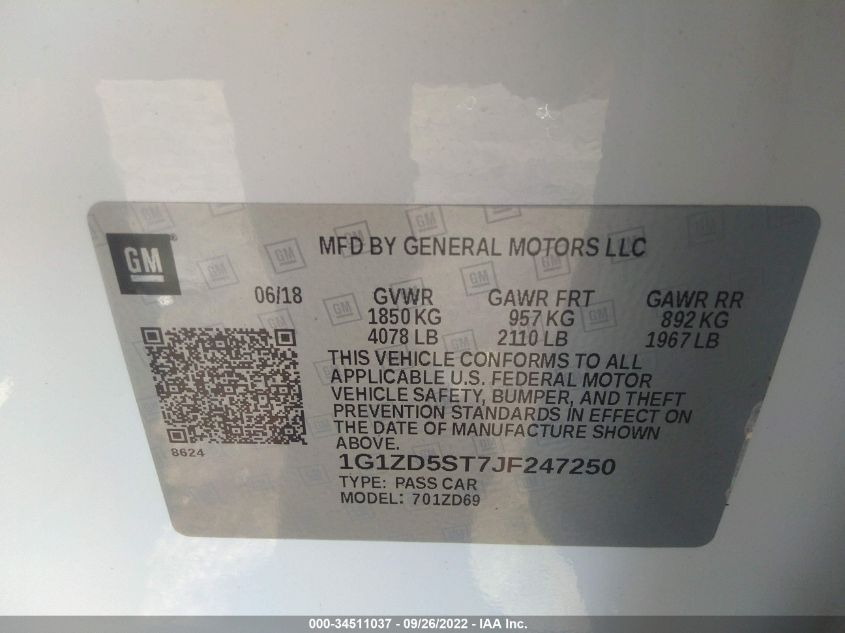 GM
MFD BY GENERAL MOTORS LLC
06/18 GVWR GAWR FRT GAWR RR
1850 KG 957 KG 892 KG
4078 LB 2110 LB 1967 LB
THIS VEHICLE CONFORMS TO ALL
APPLICABLE U.S. FEDERAL MOTOR
VEHICLE SAFETY, BUMPER, AND THEFT
PREVENTION STANDARDS IN EFFECT ON
THE DATE OF MANUFACTURE SHOWN
ABOVE.
8624
1G1ZD5ST7JF247250
TYPE: PASS CAR
MODEL: 701ZD69
000-34511037 - 09/26/2022 - IAA Inc.